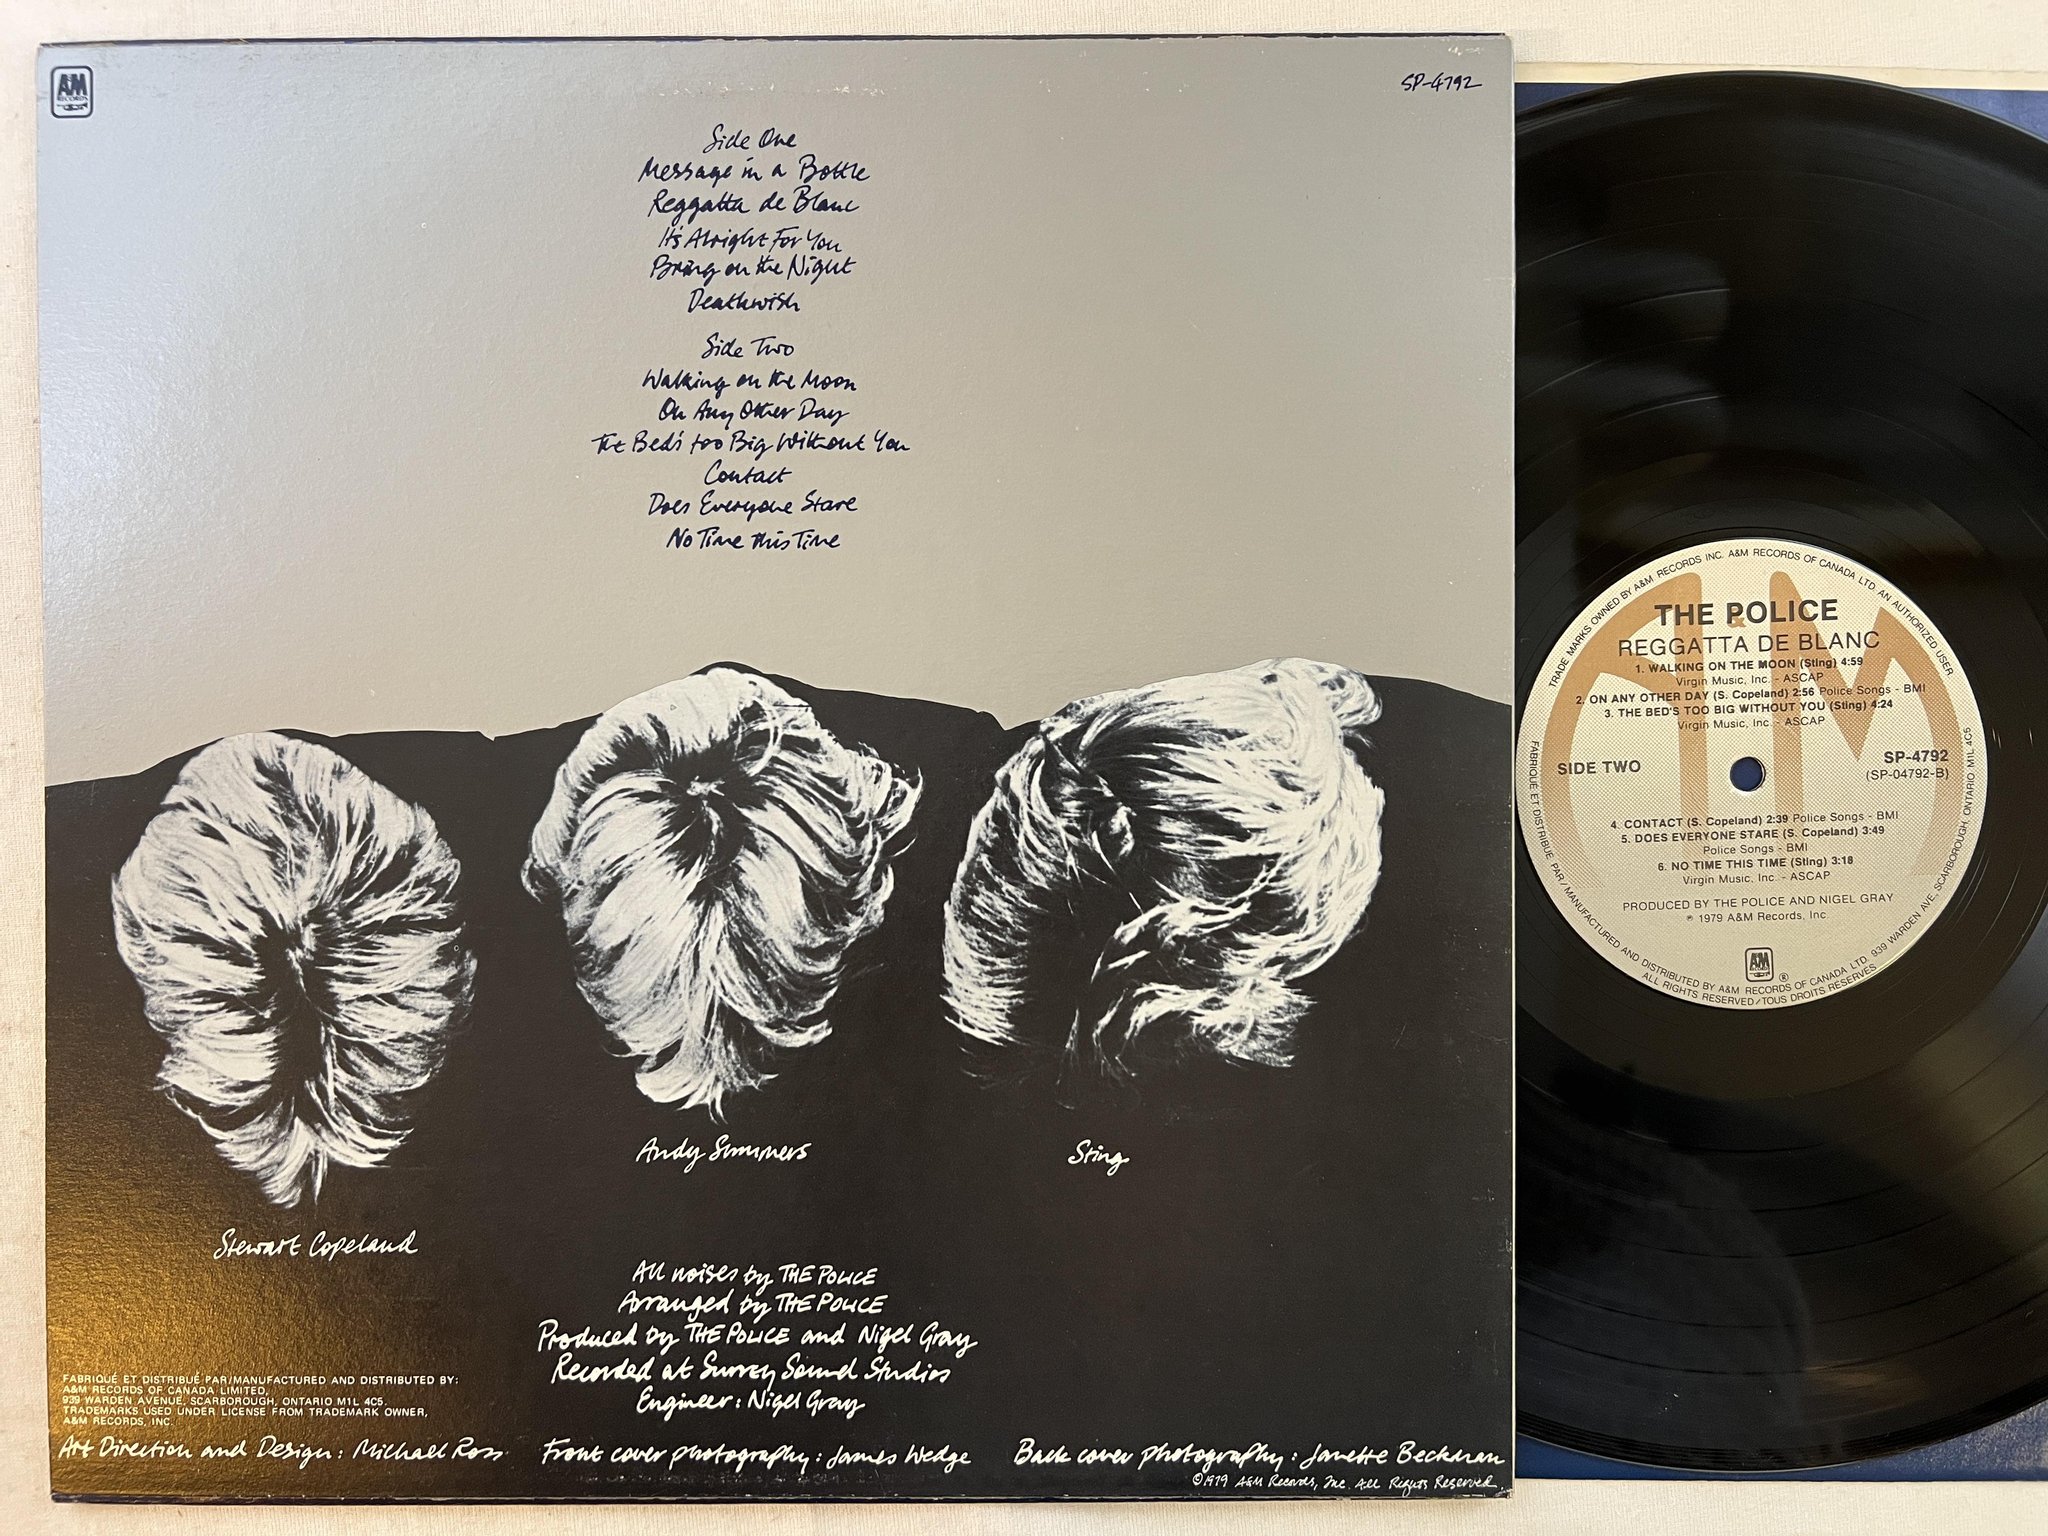 A&M
RECORDS
SP-4792
Side One
Message in a Bottle
Reggatta de Blanc
It's Alright For You
Bring on the Night
Deathwish
Side Two
Walking on the Moon
On Any Other Day
The Bed's too Big Without You
Contact
Does Everyone Stare
No Time this Time
Stewart Copeland
Andy Summers
Sting
All noises by THE POLICE
Arranged by THE POLICE
Produced by THE POLICE and Nigel Gray
Recorded at Surrey Sound Studios
Engineer: Nigel Gray
FABRIQUÉ ET DISTRIBUÉ PAR/MANUFACTURED AND DISTRIBUTED BY:
A&M RECORDS OF CANADA LIMITED,
939 WARDEN AVENUE, SCARBOROUGH, ONTARIO M1L 4C5.
TRADEMARKS USED UNDER LICENSE FROM TRADEMARK OWNER,
A&M RECORDS, INC.
Art Direction and Design: Michael Ross
Front cover photography: James Wedge
Back cover photography: Janette Beckman
©1979 A&M Records, Inc. All Rights Reserved.
TRADE MARKS OWNED BY A&M RECORDS INC. A&M RECORDS OF CANADA LTD. AN AUTHORIZED USER
A&M
THE POLICE
REGGATTA DE BLANC
1. WALKING ON THE MOON (Sting) 4:59
Virgin Music, Inc. - ASCAP
2. ON ANY OTHER DAY (S. Copeland) 2:56 Police Songs - BMI
3. THE BED'S TOO BIG WITHOUT YOU (Sting) 4:24
Virgin Music, Inc. - ASCAP
SIDE TWO
SP-4792
(SP-04792-B)
4. CONTACT (S. Copeland) 2:39 Police Songs - BMI
5. DOES EVERYONE STARE (S. Copeland) 3:49
Police Songs - BMI
6. NO TIME THIS TIME (Sting) 3:18
Virgin Music, Inc. - ASCAP
PRODUCED BY THE POLICE AND NIGEL GRAY
℗ 1979 A&M Records, Inc.
A&M
RECORDS
®
FABRIQUÉ ET DISTRIBUÉ PAR/MANUFACTURED AND DISTRIBUTED BY A&M RECORDS OF CANADA LTD. 939 WARDEN AVE, SCARBOROUGH, ONTARIO M1L 4C5
ALL RIGHTS RESERVED/TOUS DROITS RÉSERVÉS